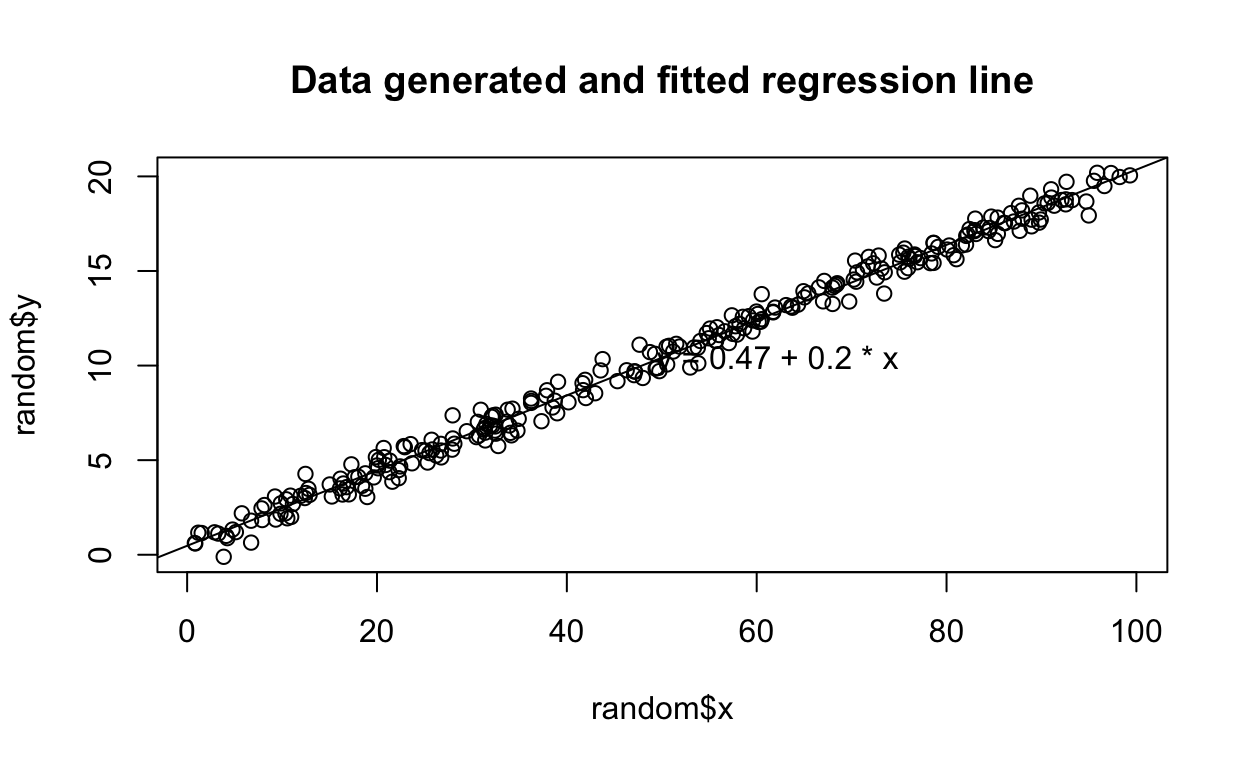 Data generated and fitted regression line
random$y
20
15
10
5
0
= 0.47 + 0.2 * x
0
20
40
60
80
100
random$x